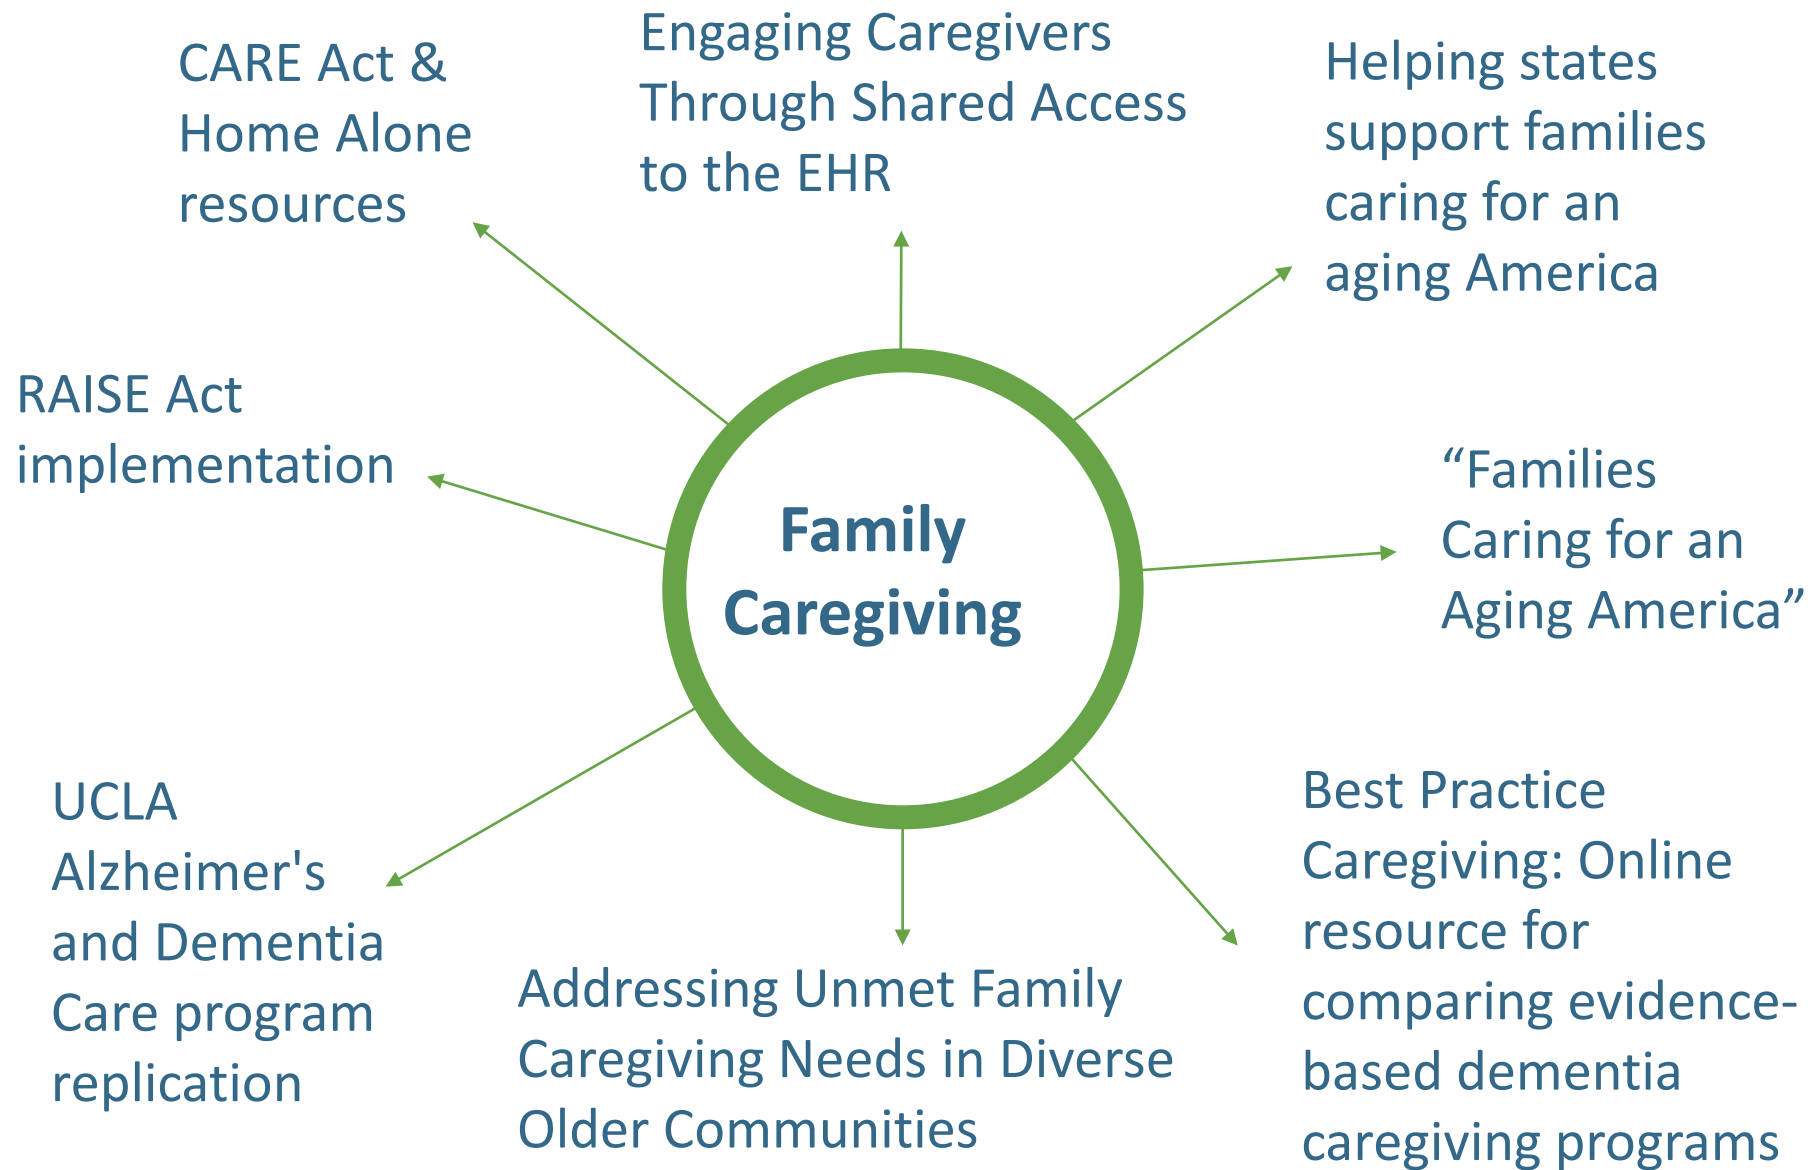 CARE Act &
Home Alone
resources
Engaging Caregivers
Through Shared Access
to the EHR
Helping states
support families
caring for an
aging America
RAISE Act
implementation
Family
Caregiving
“Families
Caring for an
Aging America”
UCLA
Alzheimer's
and Dementia
Care program
replication
Addressing Unmet Family
Caregiving Needs in Diverse
Older Communities
Best Practice
Caregiving: Online
resource for
comparing evidence-
based dementia
caregiving programs